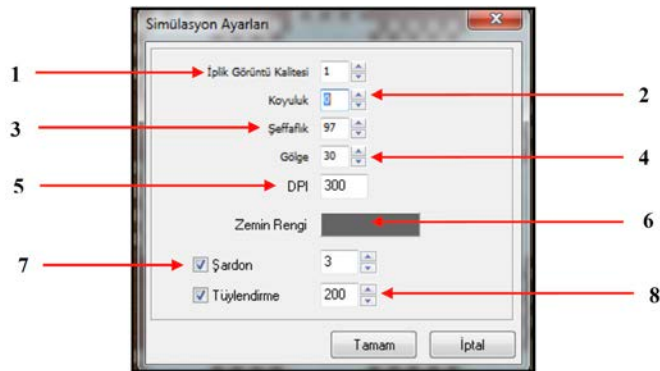 Simülasyon Ayarları
1 İplik Görüntü Kalitesi 1
Koyuluk 0 2
3 Şeffaflık 97
Gölge 30 4
5 DPI 300
Zemin Rengi 6
7 Şardon 3
Tüylendirme 200 8
Tamam İptal